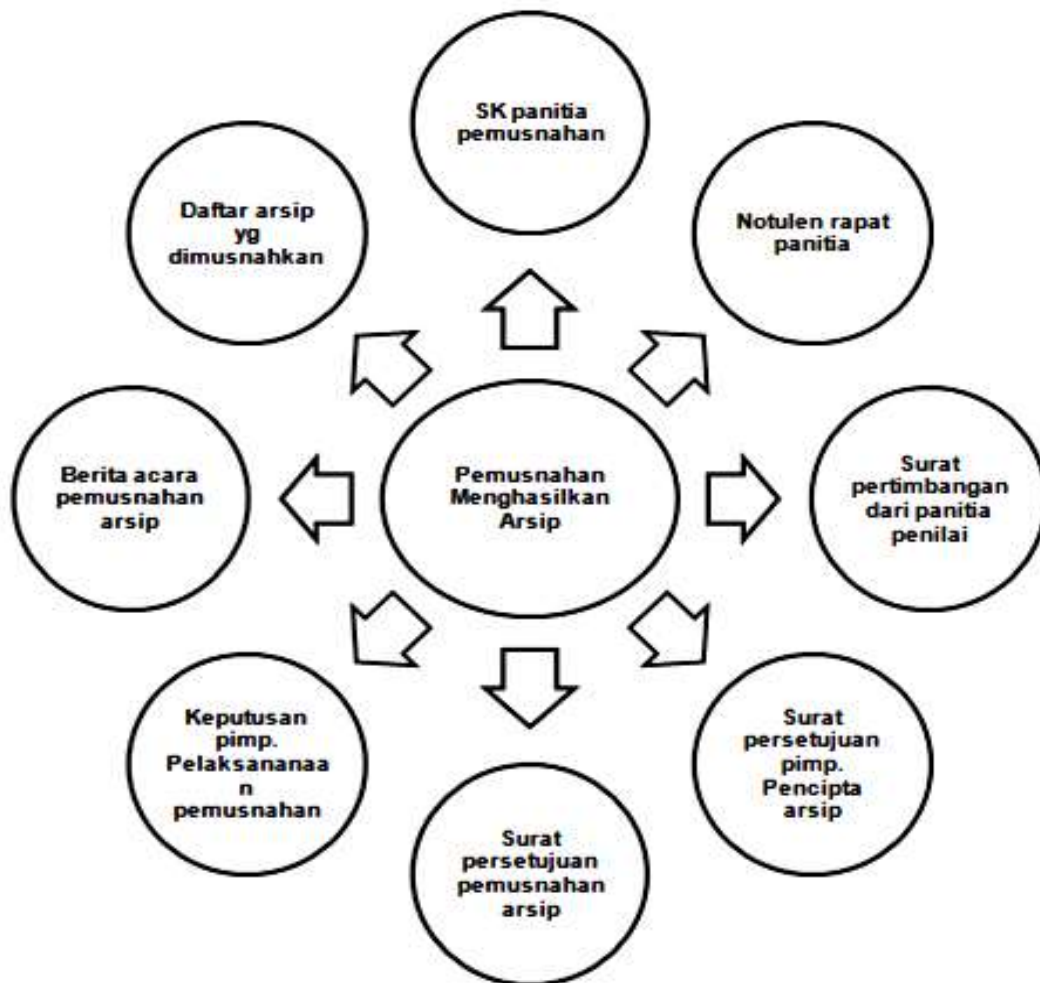 SK panitia
pemusnahan
Notulen rapat
panitia
Surat
pertimbangan
dari panitia
penilai
Surat
persetujuan
pimp.
Pencipta
arsip
Surat
persetujuan
pemusnahan
arsip
Keputusan
pimp.
Pelaksananaa
n
pemusnahan
Berita acara
pemusnahan
arsip
Daftar arsip
yg
dimusnahkan
Pemusnahan
Menghasilkan
Arsip